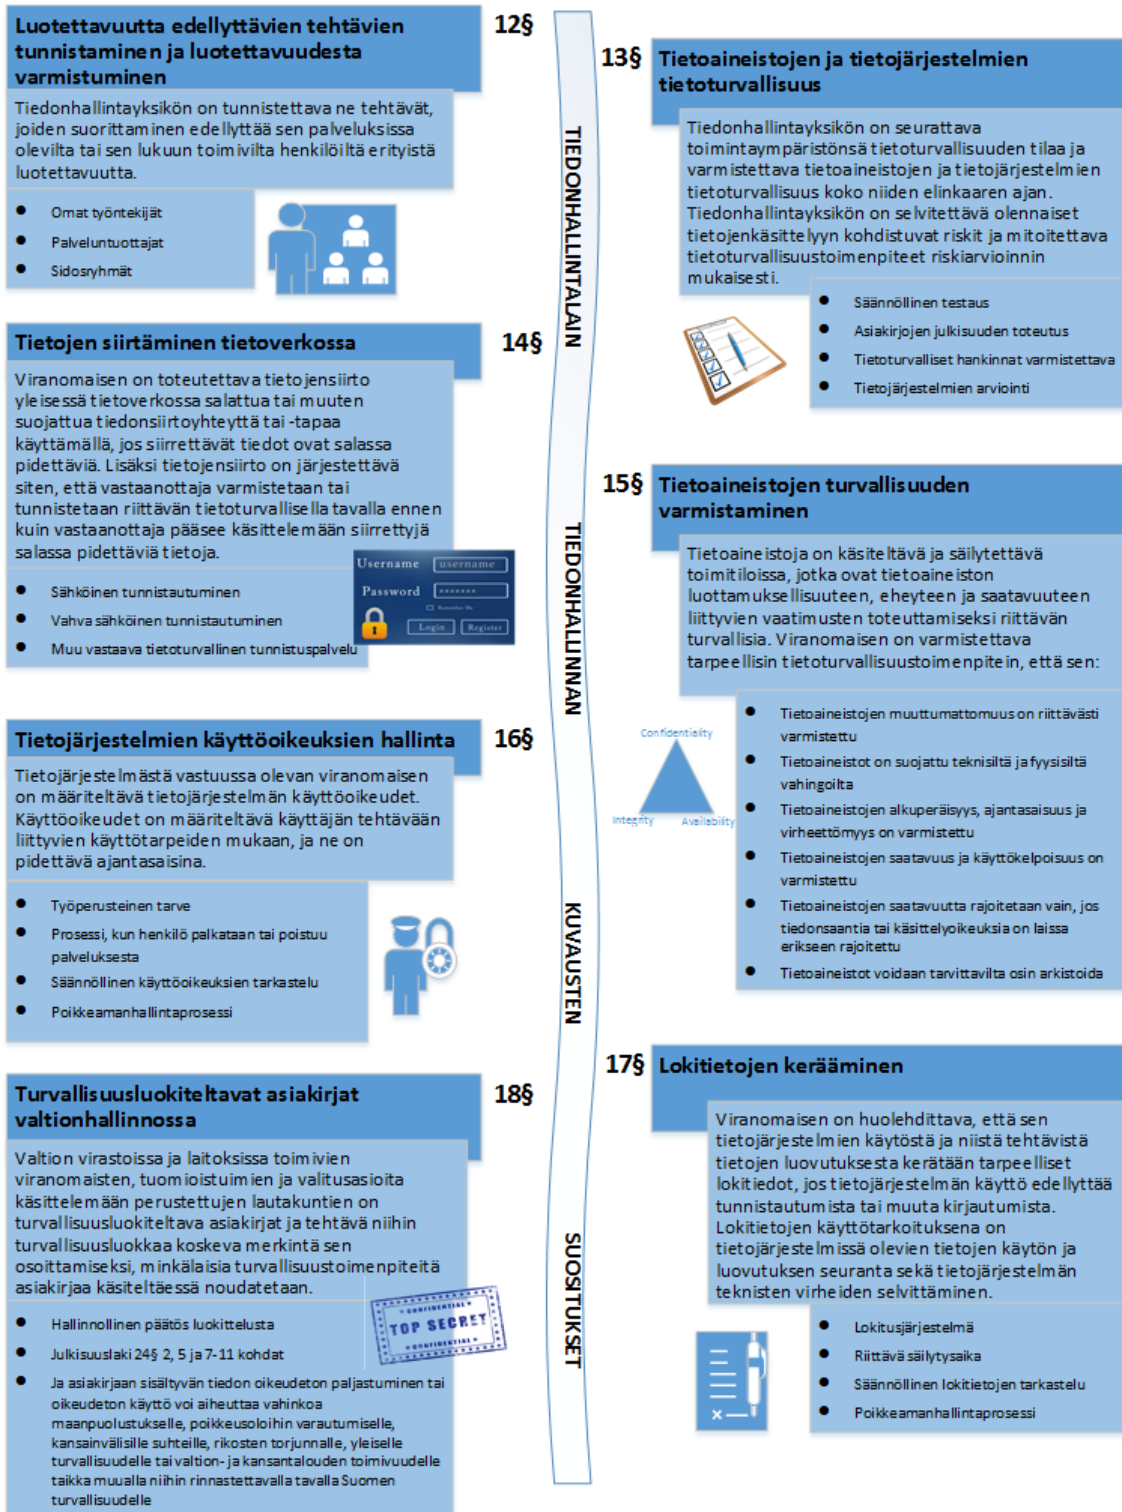 Luotettavuutta edellyttävien tehtävien
tunnistaminen ja luotettavuudesta
varmistuminen
12§
Tiedonhallintayksikön on tunnistettava ne tehtävät,
joiden suorittaminen edellyttää sen palveluksissa
olevilta tai sen lukuun toimivilta henkilöiltä erityistä
luotettavuutta.
Omat työntekijät
Palveluntuottajat
Sidosryhmät
13§
Tietoaineistojen ja tietojärjestelmien
tietoturvallisuus
Tiedonhallintayksikön on seurattava
toimintaympäristönsä tietoturvallisuuden tilaa ja
varmistettava tietoaineistojen ja tietojärjestelmien
tietoturvallisuus koko niiden elinkaaren ajan.
Tiedonhallintayksikön on selvitettävä olennaiset
tietojenkäsittelyyn kohdistuvat riskit ja mitoitettava
tietoturvallisuustoimenpiteet riskiarvioinnin
mukaisesti.
Säännöllinen testaus
Asiakirjojen julkisuuden toteutus
Tietoturvalliset hankinnat varmistettava
Tietojärjestelmien arviointi
Tietojen siirtäminen tietoverkossa
14§
Viranomaisen on toteutettava tietojensiirto
yleisessä tietoverkossa salattua tai muuten
suojattua tiedonsiirtoyhteyttä tai -tapaa
käyttämällä, jos siirrettävät tiedot ovat salassa
pidettäviä. Lisäksi tietojensiirto on järjestettävä
siten, että vastaanottaja varmistetaan tai
tunnistetaan riittävän tietoturvallisella tavalla ennen
kuin vastaanottaja pääsee käsittelemään siirrettyjä
salassa pidettäviä tietoja.
Username
username
Password
*******
Remember Me
Login
Register
Sähköinen tunnistautuminen
Vahva sähköinen tunnistautuminen
Muu vastaava tietoturvallinen tunnistuspalvelu
15§
Tietoaineistojen turvallisuuden
varmistaminen
Tietoaineistoja on käsiteltävä ja säilytettävä
toimitiloissa, jotka ovat tietoaineiston
luottamuksellisuuteen, eheyteen ja saatavuuteen
liittyvien vaatimusten toteuttamiseksi riittävän
turvallisia. Viranomaisen on varmistettava
tarpeellisin tietoturvallisuustoimenpitein, että sen:
Tietoaineistojen muuttumattomuus on riittävästi
varmistettu
Tietoaineistot on suojattu teknisiltä ja fyysisiltä
vahingoilta
Tietoaineistojen alkuperäisyys, ajantasaisuus ja
virheettömyys on varmistettu
Tietoaineistojen saatavuus ja käyttökelpoisuus on
varmistettu
Tietoaineistojen saatavuutta rajoitetaan vain, jos
tiedonsaantia tai käsittelyoikeuksia on laissa
erikseen rajoitettu
Tietoaineistot voidaan tarvittavilta osin arkistoida
Confidentiality
Integrity
Availability
Tietojärjestelmien käyttöoikeuksien hallinta
16§
Tietojärjestelmästä vastuussa olevan viranomaisen
on määriteltävä tietojärjestelmän käyttöoikeudet.
Käyttöoikeudet on määriteltävä käyttäjän tehtävään
liittyvien käyttötarpeiden mukaan, ja ne on
pidettävä ajantasaisina.
Työperusteinen tarve
Prosessi, kun henkilö palkataan tai poistuu
palveluksesta
Säännöllinen käyttöoikeuksien tarkastelu
Poikkeamanhallintaprosessi
17§
Lokitietojen kerääminen
Viranomaisen on huolehdittava, että sen
tietojärjestelmien käytöstä ja niistä tehtävistä
tietojen luovutuksesta kerätään tarpeelliset
lokitiedot, jos tietojärjestelmän käyttö edellyttää
tunnistautumista tai muuta kirjautumista.
Lokitietojen käyttötarkoituksena on
tietojärjestelmissä olevien tietojen käytön ja
luovutuksen seuranta sekä tietojärjestelmän
teknisten virheiden selvittäminen.
Lokitusjärjestelmä
Riittävä säilytysaika
Säännöllinen lokitietojen tarkastelu
Poikkeamanhallintaprosessi
Turvallisuusluokiteltavat asiakirjat
valtionhallinnossa
18§
Valtion virastoissa ja laitoksissa toimivien
viranomaisten, tuomioistuimien ja valitusasioita
käsittelemään perustettujen lautakuntien on
turvallisuusluokiteltava asiakirjat ja tehtävä niihin
turvallisuusluokkaa koskeva merkintä sen
osoittamiseksi, minkälaisia turvallisuustoimenpiteitä
asiakirjaa käsiteltäessä noudatetaan.
CONFIDENTIAL
TOP SECRET
CONFIDENTIAL
Hallinnollinen päätös luokittelusta
Julkisuuslaki 24§ 2, 5 ja 7-11 kohdat
Ja asiakirjaan sisältyvän tiedon oikeudeton paljastuminen tai
oikeudeton käyttö voi aiheuttaa vahinkoa
maanpuolustukselle, poikkeusoloihin varautumiselle,
kansainvälisille suhteille, rikosten torjunnalle, yleiselle
turvallisuudelle tai valtion- ja kansantalouden toimivuudelle
taikka muualla niihin rinnastettavalla tavalla Suomen
turvallisuudelle
TIEDONHALLINTALAIN
TIEDONHALLINNAN
KUVAUSTEN
SUOSITUKSET